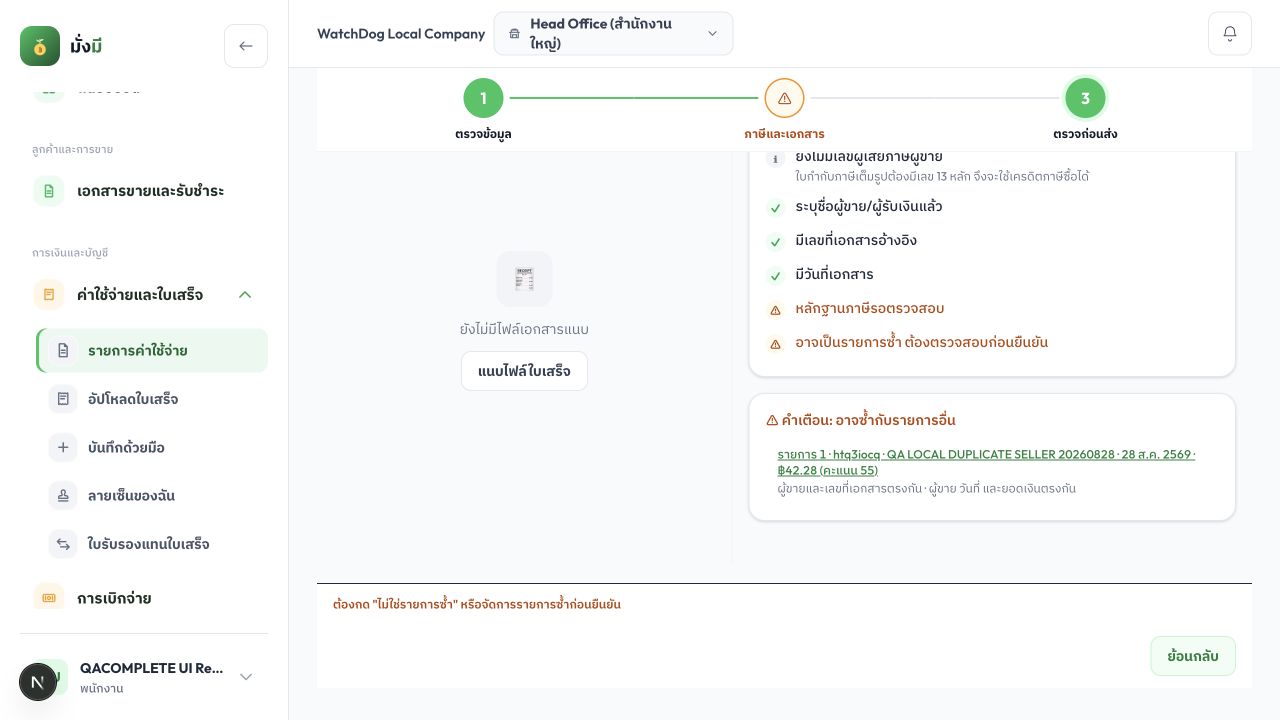 มั่งมี
ลูกค้าและการขาย
เอกสารขายและรับชำระ
การเงินและบัญชี
ค่าใช้จ่ายและใบเสร็จ
รายการค่าใช้จ่าย
อัปโหลดใบเสร็จ
บันทึกด้วยมือ
ลายเซ็นของฉัน
ใบรับรองแทนใบเสร็จ
การเบิกจ่าย
QACOMPLETE UI Re...
พนักงาน
N
WatchDog Local Company
Head Office (สำนักงาน
ใหญ่)
1
3
ตรวจข้อมูล
ภาษีและเอกสาร
ตรวจก่อนส่ง
ยังไม่มีไฟล์เอกสารแนบ
แนบไฟล์ใบเสร็จ
ยังไม่มีเลขผู้เสียภาษีผู้ขาย
ใบกำกับภาษีเต็มรูปต้องมีเลข 13 หลัก จึงจะใช้เครดิตภาษีซื้อได้
ระบุชื่อผู้ขาย/ผู้รับเงินแล้ว
มีเลขที่เอกสารอ้างอิง
มีวันที่เอกสาร
หลักฐานภาษีรอตรวจสอบ
อาจเป็นรายการซ้ำ ต้องตรวจสอบก่อนยืนยัน
คำเตือน: อาจซ้ำกับรายการอื่น
รายการ 1 · htq3iocq · QA LOCAL DUPLICATE SELLER 20260828 · 28 ส.ค. 2569 ·
฿42.28 (คะแนน 55)
ผู้ขายและเลขที่เอกสารตรงกัน · ผู้ขาย วันที่ และยอดเงินตรงกัน
ต้องกด "ไม่ใช่รายการซ้ำ" หรือจัดการรายการซ้ำก่อนยืนยัน
ย้อนกลับ